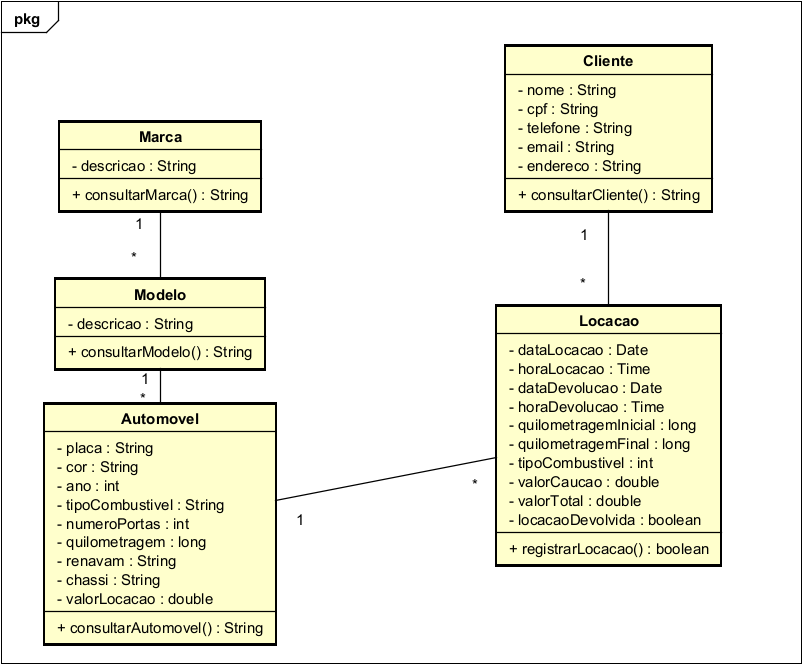 pkg
Marca
- descricao : String
+ consultarMarca() : String
1
*
Modelo
- descricao : String
+ consultarModelo() : String
1
*
Automovel
- placa : String
- cor : String
- ano : int
- tipoCombustivel : String
- numeroPortas : int
- quilometragem : long
- renavam : String
- chassi : String
- valorLocacao : double
+ consultarAutomovel() : String
1
*
Cliente
- nome : String
- cpf : String
- telefone : String
- email : String
- endereco : String
+ consultarCliente() : String
1
*
Locacao
- dataLocacao : Date
- horaLocacao : Time
- dataDevolucao : Date
- horaDevolucao : Time
- quilometragemInicial : long
- quilometragemFinal : long
- tipoCombustivel : int
- valorCaucao : double
- valorTotal : double
- locacaoDevolvida : boolean
+ registrarLocacao() : boolean